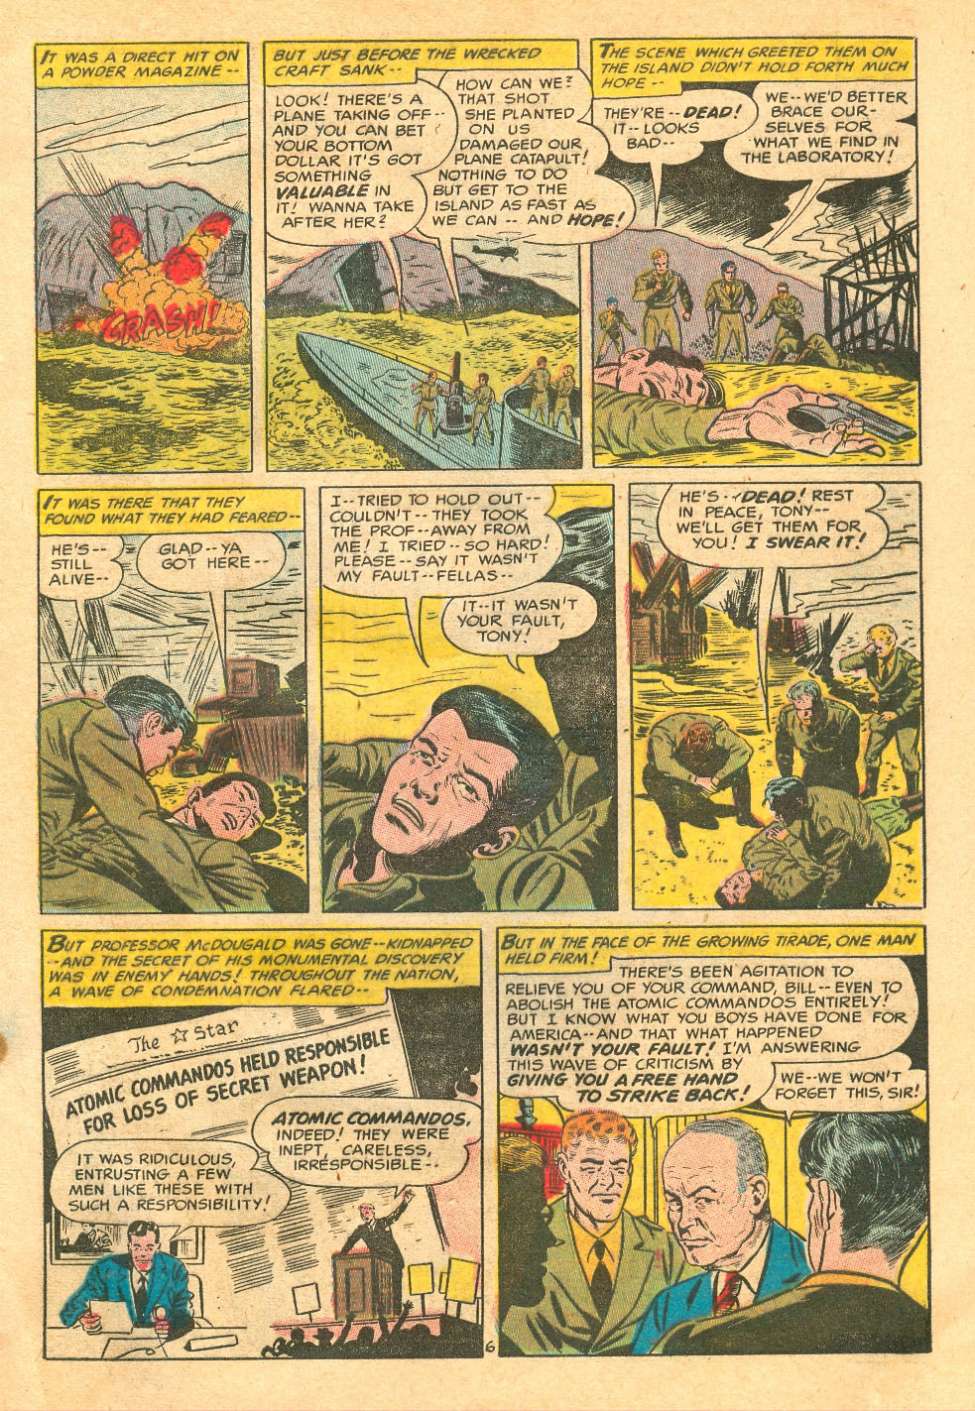 IT WAS A DIRECT HIT ON
A POWDER MAGAZINE--
CRASH!
BUT JUST BEFORE THE WRECKED
CRAFT SANK--
LOOK! THERE'S A
PLANE TAKING OFF--
AND YOU CAN BET
YOUR BOTTOM
DOLLAR IT'S GOT
SOMETHING
VALUABLE IN
IT! WANNA TAKE
AFTER HER?
HOW CAN WE?
THAT SHOT
SHE PLANTED
ON US
DAMAGED OUR
PLANE CATAPULT!
NOTHING TO DO
BUT GET TO THE
ISLAND AS FAST AS
WE CAN -- AND HOPE!
THE SCENE WHICH GREETED THEM ON
THE ISLAND DIDN'T HOLD FORTH MUCH
HOPE --
THEY'RE -- DEAD!
IT -- LOOKS
BAD--
WE--WE'D BETTER
BRACE OUR-
SELVES FOR
WHAT WE FIND IN
THE LABORATORY!
IT WAS THERE THAT THEY
FOUND WHAT THEY HAD FEARED--
HE'S--
STILL
ALIVE--
GLAD--YA
GOT HERE--
I--TRIED TO HOLD OUT--
COULDN'T--THEY TOOK
THE PROF--AWAY FROM
ME! I TRIED--SO HARD!
PLEASE--SAY IT WASN'T
MY FAULT--FELLAS--
IT--IT WASN'T
YOUR FAULT,
TONY!
HE'S--DEAD! REST
IN PEACE, TONY--
WE'LL GET THEM FOR
YOU! I SWEAR IT!
BUT PROFESSOR McDOUGALD WAS GONE--KIDNAPPED
--AND THE SECRET OF HIS MONUMENTAL DISCOVERY
WAS IN ENEMY HANDS! THROUGHOUT THE NATION,
A WAVE OF CONDEMNATION FLARED--
The ☆ Star
ATOMIC COMMANDOS HELD RESPONSIBLE
FOR LOSS OF SECRET WEAPON!
IT WAS RIDICULOUS,
ENTRUSTING A FEW
MEN LIKE THESE WITH
SUCH A RESPONSIBILITY!
ATOMIC COMMANDOS,
INDEED! THEY WERE
INEPT, CARELESS,
IRRESPONSIBLE--
BUT IN THE FACE OF THE GROWING TIRADE, ONE MAN
HELD FIRM!
THERE'S BEEN AGITATION TO
RELIEVE YOU OF YOUR COMMAND, BILL--EVEN TO
ABOLISH THE ATOMIC COMMANDOS ENTIRELY!
BUT I KNOW WHAT YOU BOYS HAVE DONE FOR
AMERICA--AND THAT WHAT HAPPENED
WASN'T YOUR FAULT! I'M ANSWERING
THIS WAVE OF CRITICISM BY
GIVING YOU A FREE HAND
TO STRIKE BACK!
WE--WE WON'T
FORGET THIS, SIR!
6